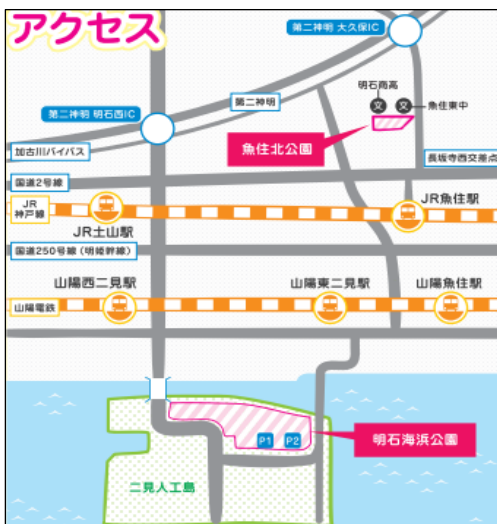 アクセス
第二神明 大久保IC
明石商高
文
文
魚住東中
第二神明
第二神明 明石西IC
魚住北公園
加古川バイパス
長坂寺西交差点
国道2号線
JR
神戸線
JR土山駅
JR魚住駅
国道250号線(明姫幹線)
山陽西二見駅
山陽東二見駅
山陽魚住駅
山陽電鉄
P1
P2
明石海浜公園
二見人工島